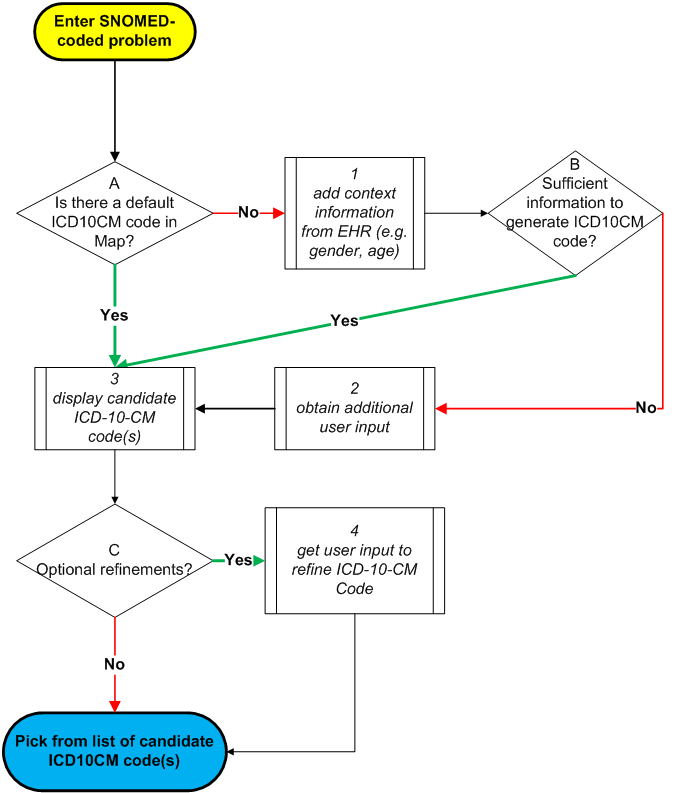 Enter SNOMED-
coded problem
A
Is there a default
ICD10CM code in
Map?
No
1
add context
information
from EHR (e.g.
gender, age)
B
Sufficient
information to
generate ICD10CM
code?
Yes
Yes
3
display candidate
ICD-10-CM
code(s)
2
obtain additional
user input
No
C
Optional refinements?
Yes
4
get user input to
refine ICD-10-CM
Code
No
Pick from list of candidate
ICD10CM code(s)